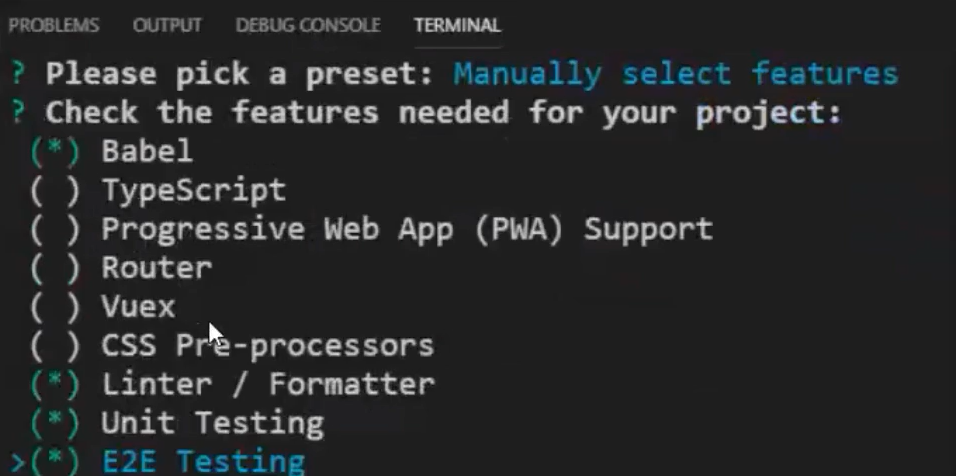 PROBLEMS OUTPUT DEBUG CONSOLE TERMINAL
? Please pick a preset: Manually select features
? Check the features needed for your project:
(*) Babel
( ) TypeScript
( ) Progressive Web App (PWA) Support
( ) Router
( ) Vuex
( ) CSS Pre-processors
(*) Linter / Formatter
(*) Unit Testing
>(*) E2E Testing